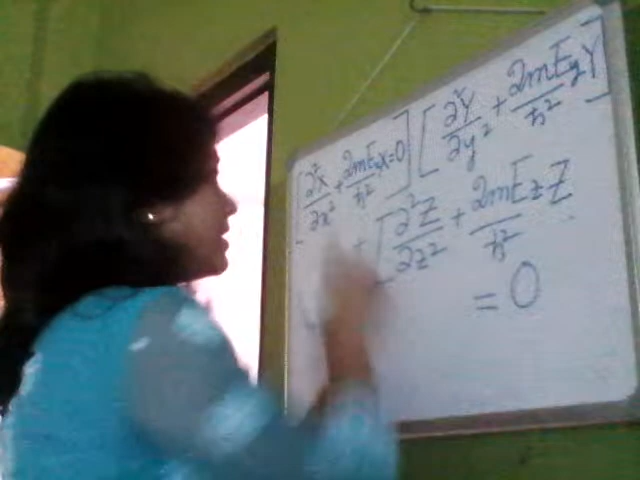 [∂²X/∂x² + 2mEₓX/ħ² = 0] [∂²Y/∂y² + 2mE_yY/ħ²]
+ [∂²Z/∂z² + 2mE_zZ/ħ²
= 0